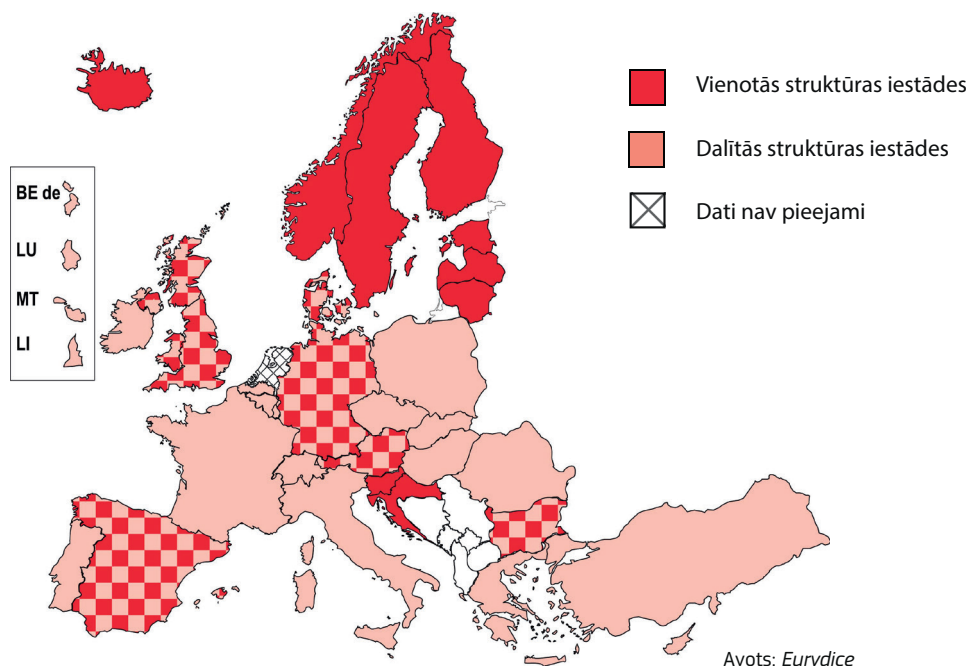 Vienotās struktūras iestādes
Dalītās struktūras iestādes
Dati nav pieejami
BE de
LU
MT
LI
Avots: Eurydice